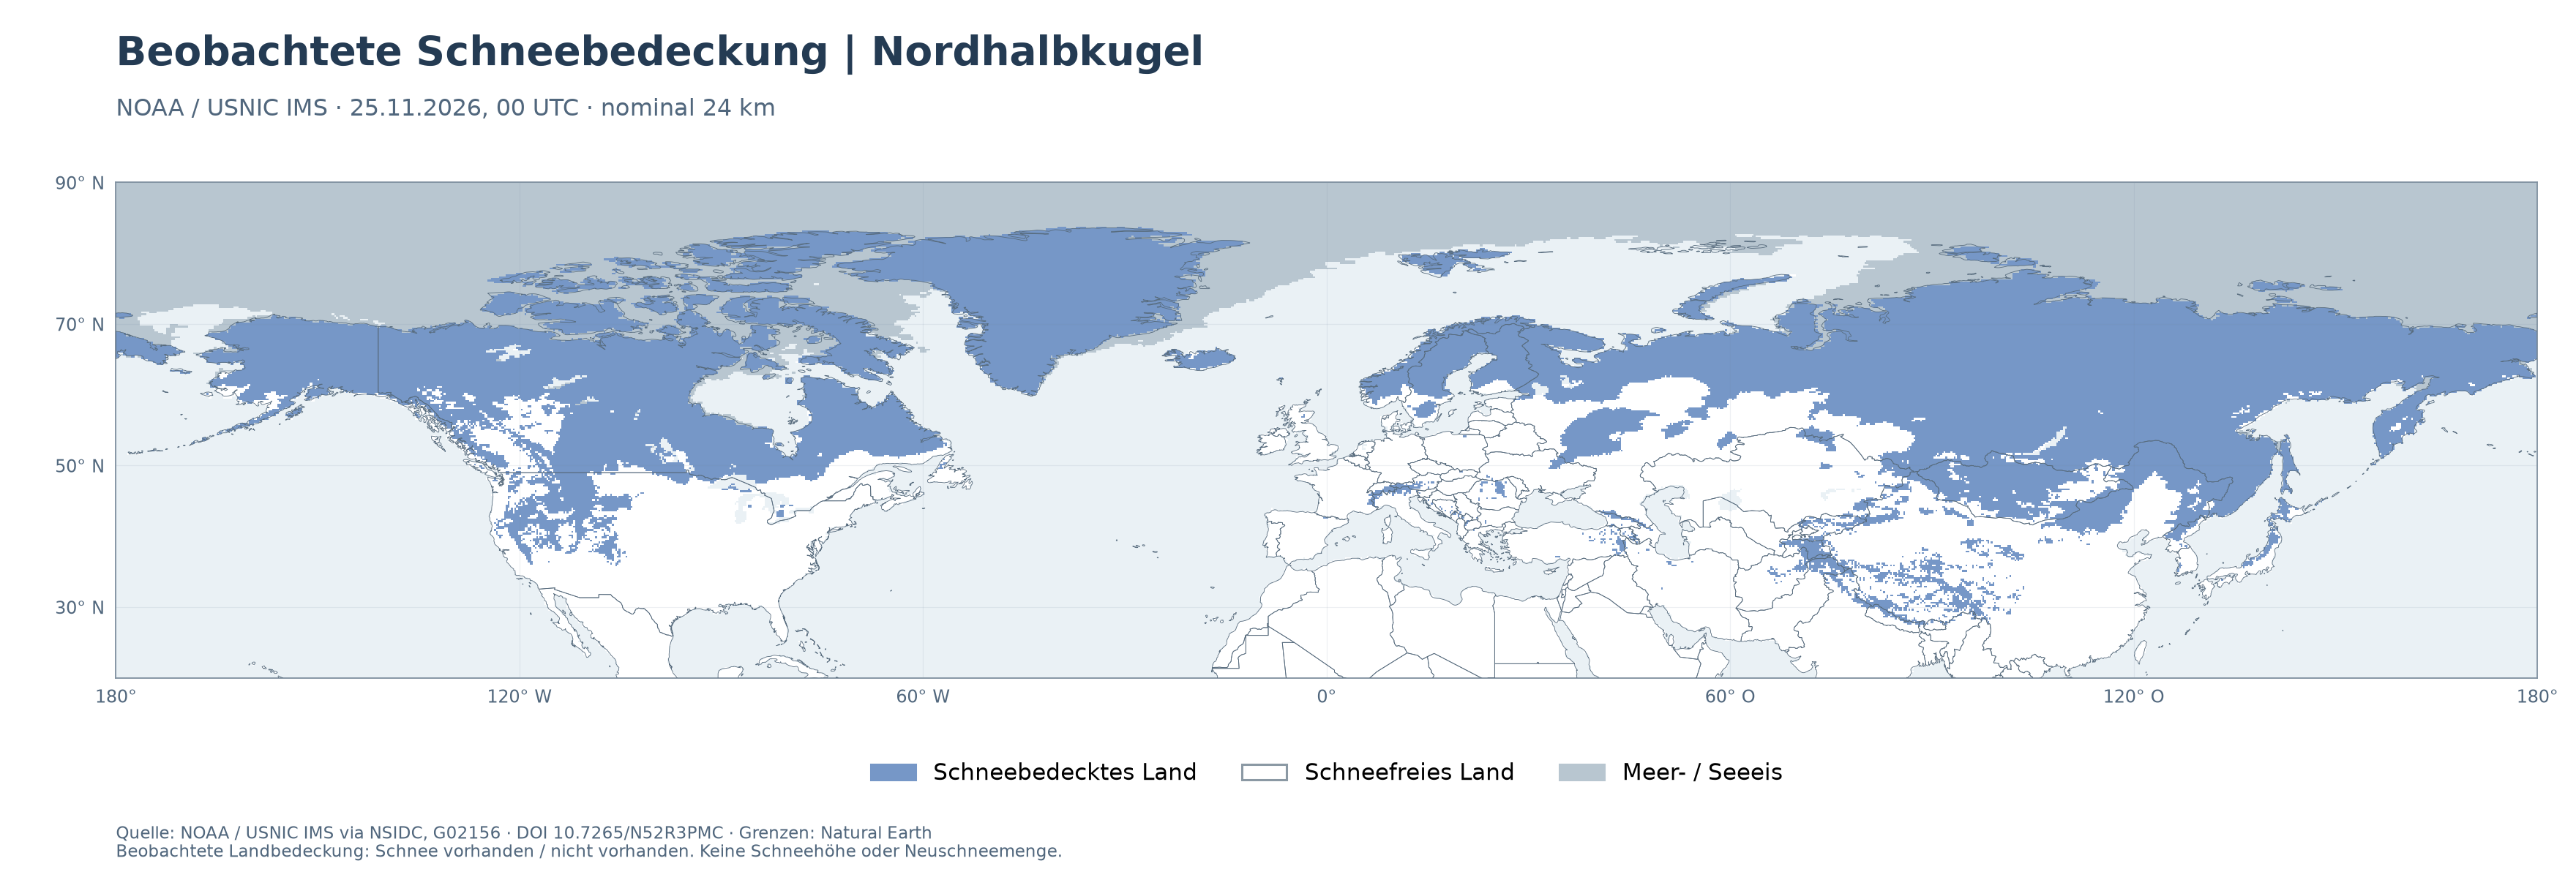 Beobachtete Schneebedeckung | Nordhalbkugel
NOAA / USNIC IMS · 25.11.2026, 00 UTC · nominal 24 km
90° N
70° N
50° N
30° N
180°
120° W
60° W
0°
60° O
120° O
180°
Schneebedecktes Land
Schneefreies Land
Meer- / Seeeis
Quelle: NOAA / USNIC IMS via NSIDC, G02156 · DOI 10.7265/N52R3PMC · Grenzen: Natural Earth
Beobachtete Landbedeckung: Schnee vorhanden / nicht vorhanden. Keine Schneehöhe oder Neuschneemenge.